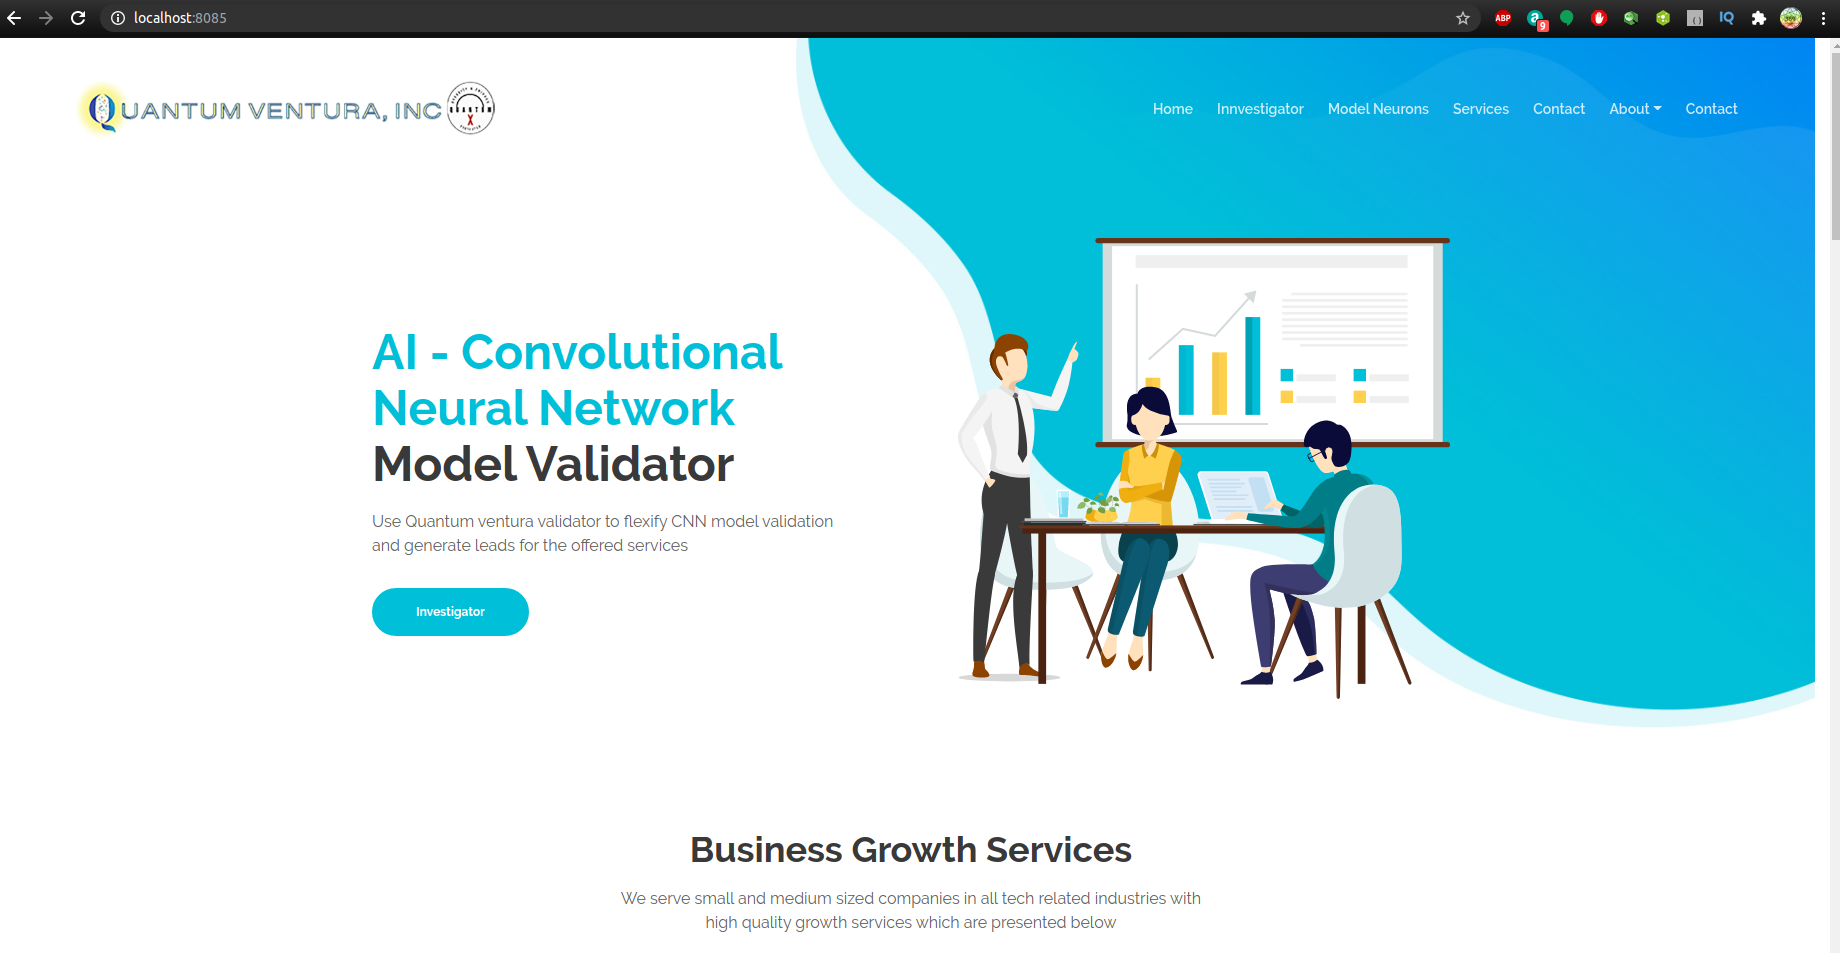 localhost:8085
ABP
9
IQ
QUANTUM VENTURA, INC
QUANTUM
Home Innvestigator Model Neurons Services Contact About Contact
AI - Convolutional
Neural Network
Model Validator
Use Quantum ventura validator to flexify CNN model validation
and generate leads for the offered services
Investigator
Business Growth Services
We serve small and medium sized companies in all tech related industries with
high quality growth services which are presented below